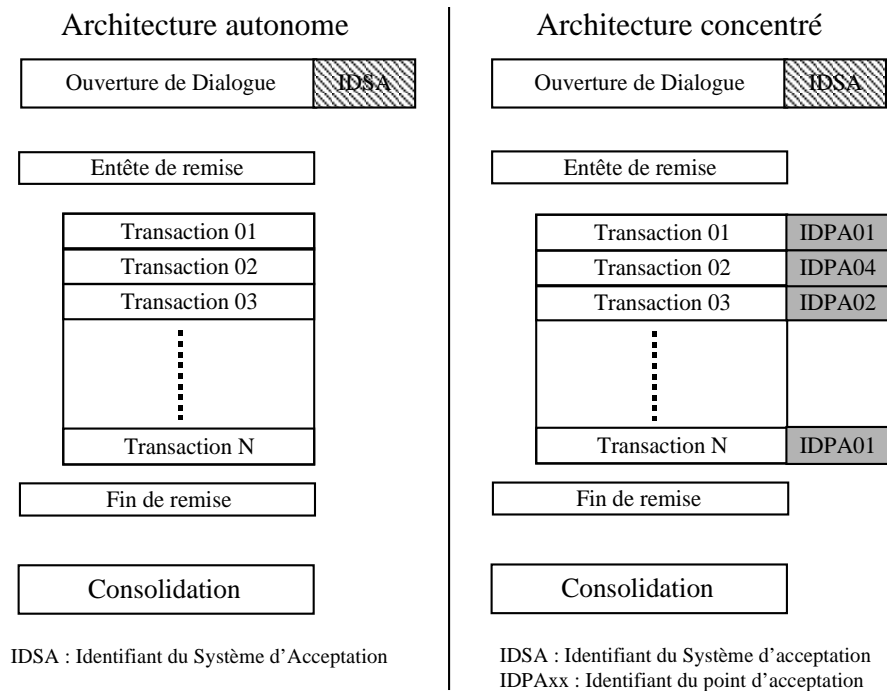 Architecture autonome
Ouverture de Dialogue IDSA
Entête de remise
Transaction 01
Transaction 02
Transaction 03
Transaction N
Fin de remise
Consolidation
IDSA : Identifiant du Système d’Acceptation
Architecture concentré
Ouverture de Dialogue IDSA
Entête de remise
Transaction 01 IDPA01
Transaction 02 IDPA04
Transaction 03 IDPA02
Transaction N IDPA01
Fin de remise
Consolidation
IDSA : Identifiant du Système d’acceptation
IDPAxx : Identifiant du point d’acceptation